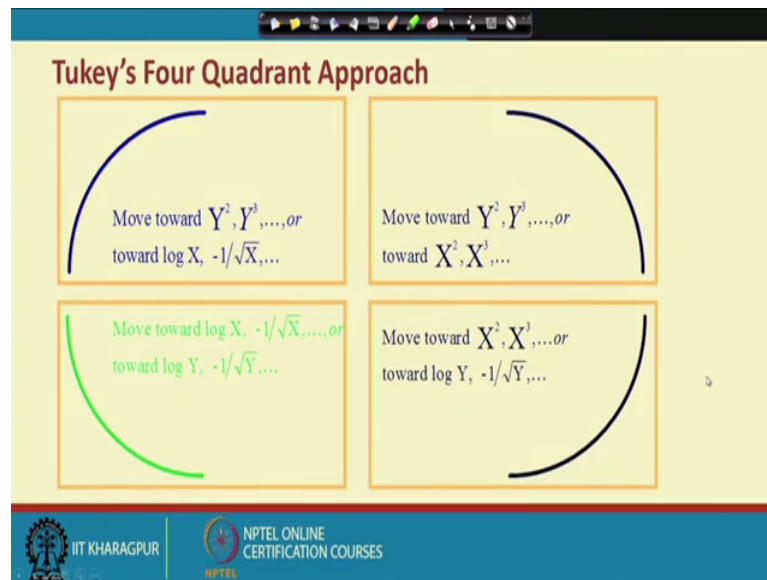 Tukey's Four Quadrant Approach
Move toward Y², Y³,...,or
toward log X, -1/√X,...
Move toward Y², Y³,...,or
toward X², X³,...
Move toward log X, -1/√X,...,or
toward log Y, -1/√Y,...
Move toward X², X³,...or
toward log Y, -1/√Y,...
IIT KHARAGPUR
NPTEL
NPTEL ONLINE
CERTIFICATION COURSES